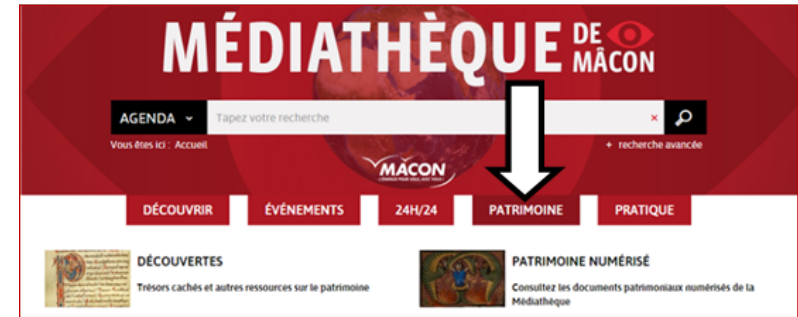 MÉDIATHÈQUE DE MÂCON
AGENDA Tapez votre recherche ×
Vous êtes ici : Accueil + recherche avancée
MÂCON
DÉCOUVRIR ÉVÉNEMENTS 24H/24 PATRIMOINE PRATIQUE
DÉCOUVERTES
Trésors cachés et autres ressources sur le patrimoine
PATRIMOINE NUMÉRISÉ
Consultez les documents patrimoniaux numérisés de la
Médiathèque